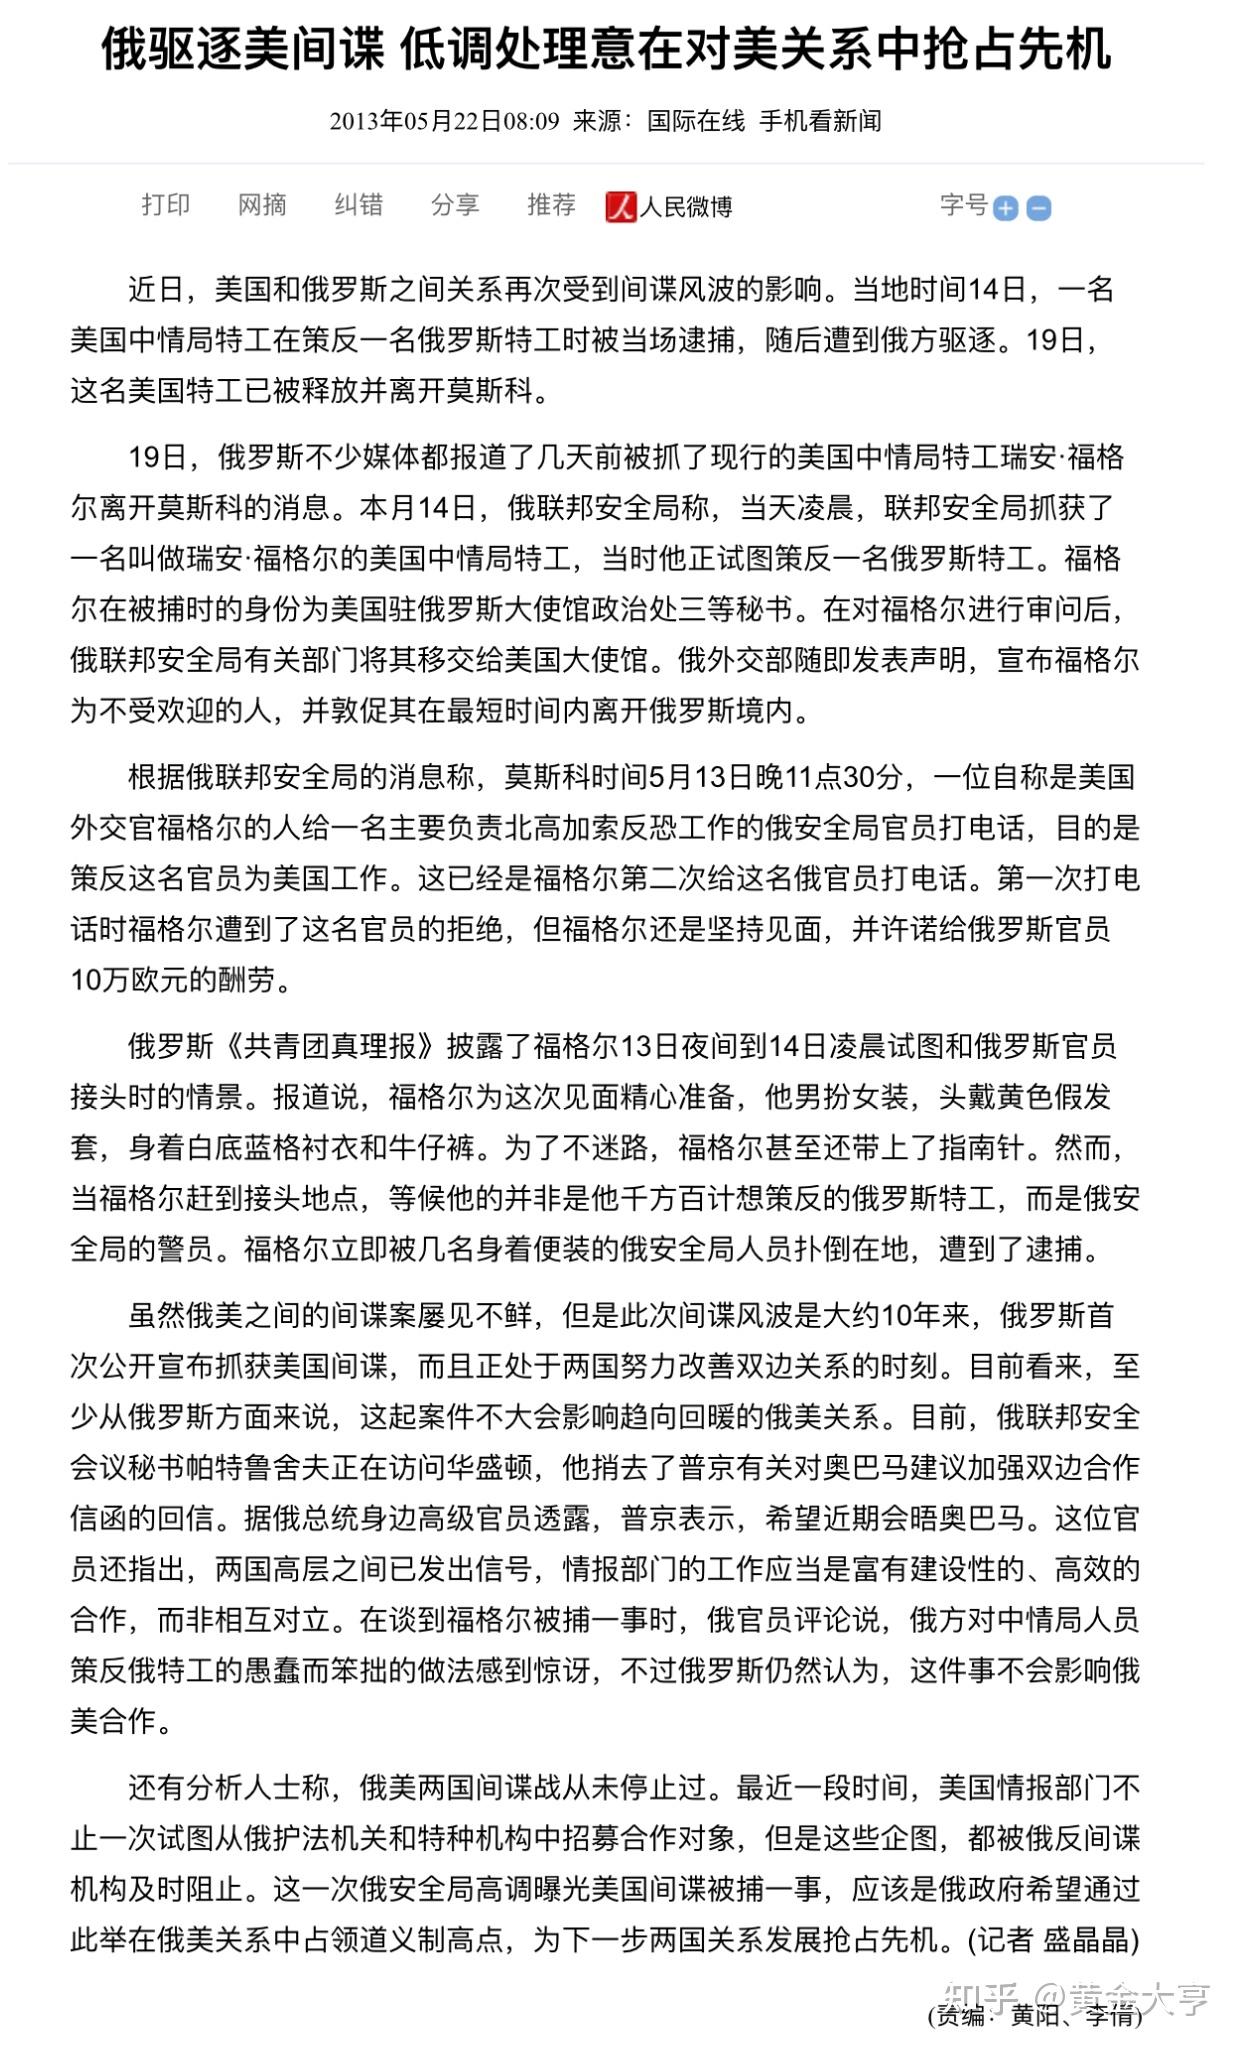 俄驱逐美间谍 低调处理意在对美关系中抢占先机
2013年05月22日08:09 来源：国际在线 手机看新闻
打印 网摘 纠错 分享 推荐 人民微博 字号
近日，美国和俄罗斯之间关系再次受到间谍风波的影响。当地时间14日，一名
美国中情局特工在策反一名俄罗斯特工时被当场逮捕，随后遭到俄方驱逐。19日，
这名美国特工已被释放并离开莫斯科。
19日，俄罗斯不少媒体都报道了几天前被抓了现行的美国中情局特工瑞安·福格
尔离开莫斯科的消息。本月14日，俄联邦安全局称，当天凌晨，联邦安全局抓获了
一名叫做瑞安·福格尔的美国中情局特工，当时他正试图策反一名俄罗斯特工。福格
尔在被捕时的身份为美国驻俄罗斯大使馆政治处三等秘书。在对福格尔进行审问后，
俄联邦安全局有关部门将其移交给美国大使馆。俄外交部随即发表声明，宣布福格尔
为不受欢迎的人，并敦促其在最短时间内离开俄罗斯境内。
根据俄联邦安全局的消息称，莫斯科时间5月13日晚11点30分，一位自称是美国
外交官福格尔的人给一名主要负责北高加索反恐工作的俄安全局官员打电话，目的是
策反这名官员为美国工作。这已经是福格尔第二次给这名俄官员打电话。第一次打电
话时福格尔遭到了这名官员的拒绝，但福格尔还是坚持见面，并许诺给俄罗斯官员
10万欧元的酬劳。
俄罗斯《共青团真理报》披露了福格尔13日夜间到14日凌晨试图和俄罗斯官员
接头时的情景。报道说，福格尔为这次见面精心准备，他男扮女装，头戴黄色假发
套，身着白底蓝格衬衣和牛仔裤。为了不迷路，福格尔甚至还带上了指南针。然而，
当福格尔赶到接头地点，等候他的并非是他千方百计想策反的俄罗斯特工，而是俄安
全局的警员。福格尔立即被几名身着便装的俄安全局人员扑倒在地，遭到了逮捕。
虽然俄美之间的间谍案屡见不鲜，但是此次间谍风波是大约10年来，俄罗斯首
次公开宣布抓获美国间谍，而且正处于两国努力改善双边关系的时刻。目前看来，至
少从俄罗斯方面来说，这起案件不大会影响趋向回暖的俄美关系。目前，俄联邦安全
会议秘书帕特鲁舍夫正在访问华盛顿，他捎去了普京有关对奥巴马建议加强双边合作
信函的回信。据俄总统身边高级官员透露，普京表示，希望近期会晤奥巴马。这位官
员还指出，两国高层之间已发出信号，情报部门的工作应当是富有建设性的、高效的
合作，而非相互对立。在谈到福格尔被捕一事时，俄官员评论说，俄方对中情局人员
策反俄特工的愚蠢而笨拙的做法感到惊讶，不过俄罗斯仍然认为，这件事不会影响俄
美合作。
还有分析人士称，俄美两国间谍战从未停止过。最近一段时间，美国情报部门不
止一次试图从俄护法机关和特种机构中招募合作对象，但是这些企图，都被俄反间谍
机构及时阻止。这一次俄安全局高调曝光美国间谍被捕一事，应该是俄政府希望通过
此举在俄美关系中占领道义制高点，为下一步两国关系发展抢占先机。(记者 盛晶晶)
知乎 @黄金大亨
(责编：黄阳、李倩)